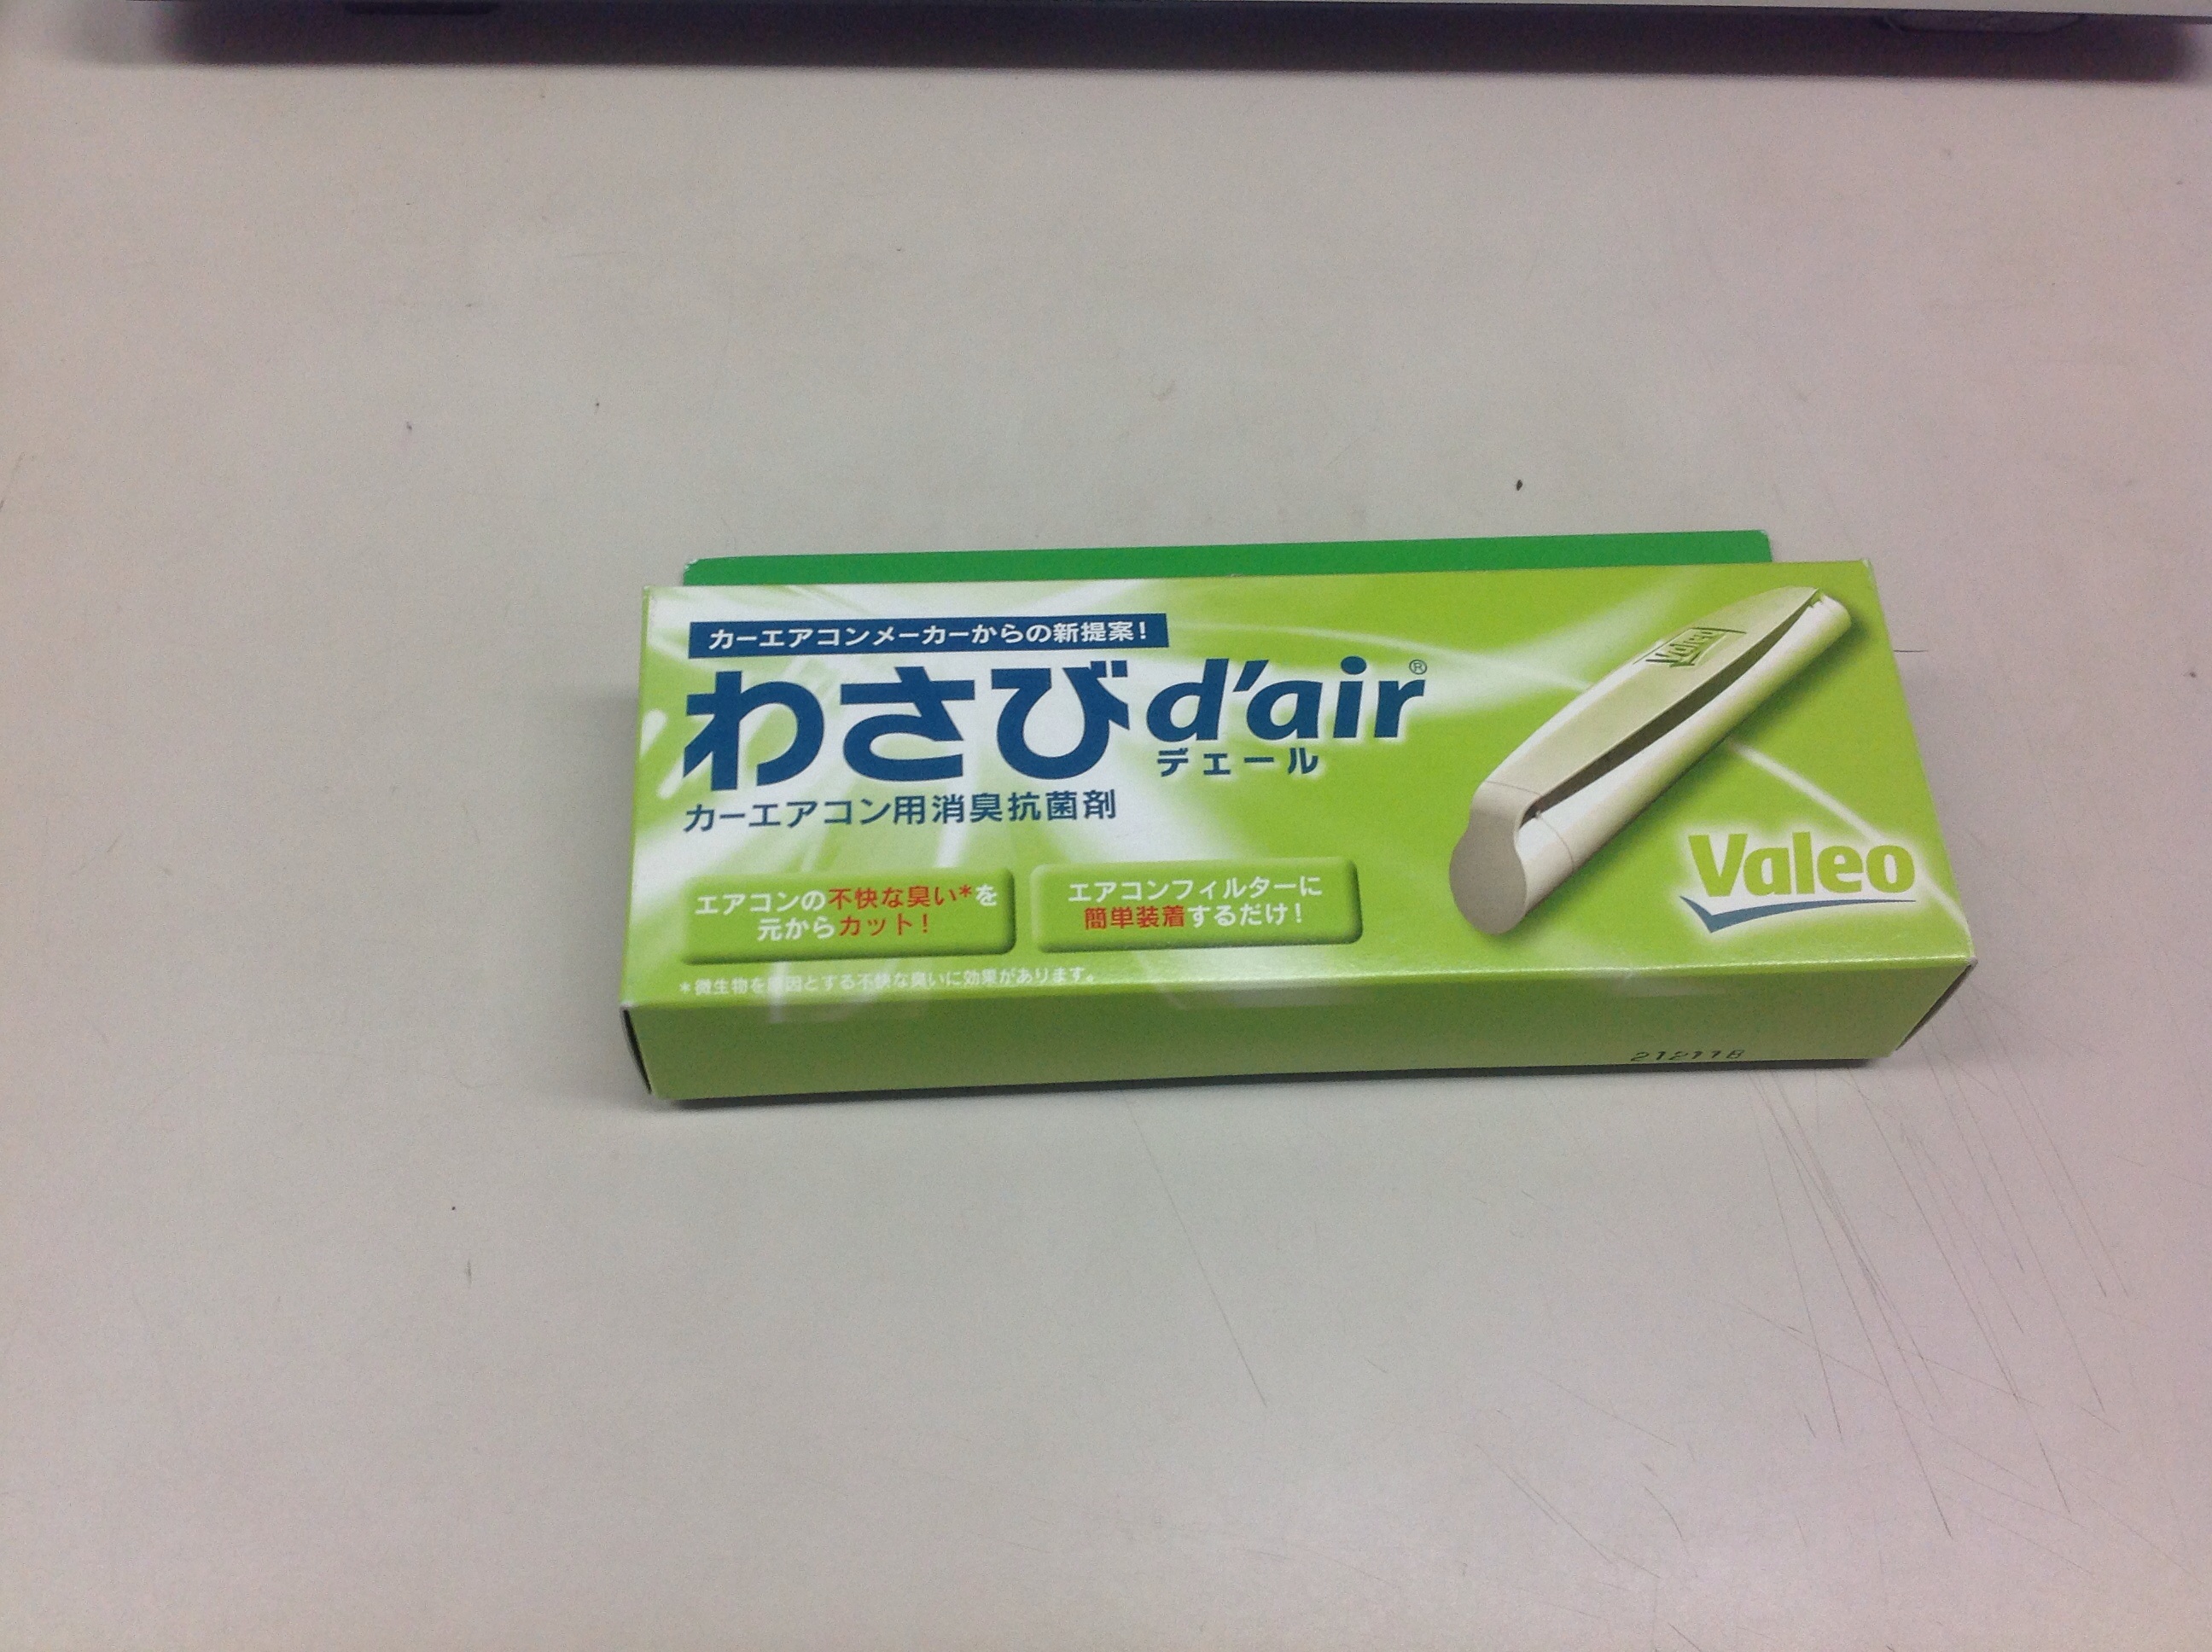 カーエアコンメーカーからの新提案!
わさびd'air®
デェール
カーエアコン用消臭抗菌剤
エアコンの不快な臭い*を
元からカット!
エアコンフィルターに
簡単装着するだけ!
*微生物を原因とする不快な臭いに効果があります。
Valeo
Valeo
212118